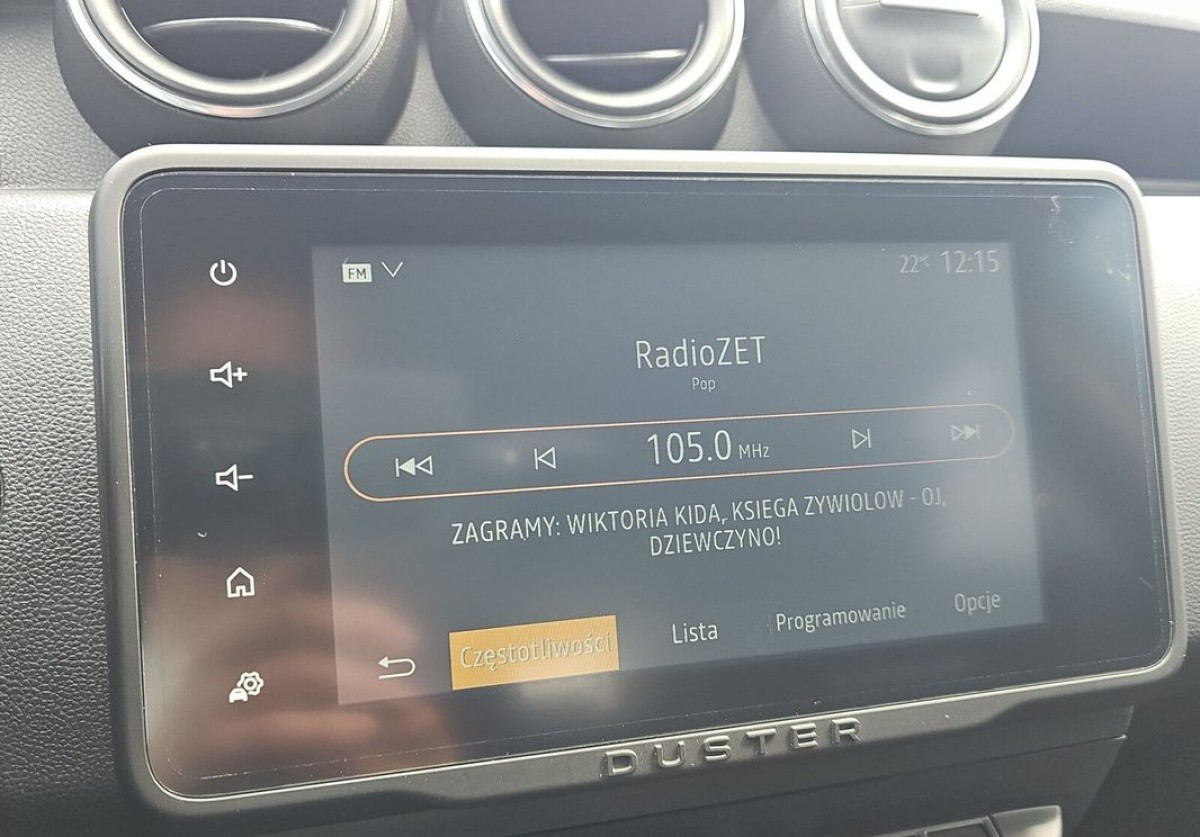 FM
22°C 12:15
RadioZET
Pop
105.0 MHz
ZAGRAMY: WIKTORIA KIDA, KSIEGA ZYWIOLOW - OJ,
DZIEWCZYNO!
Częstotliwości Lista Programowanie Opcje
DUSTER